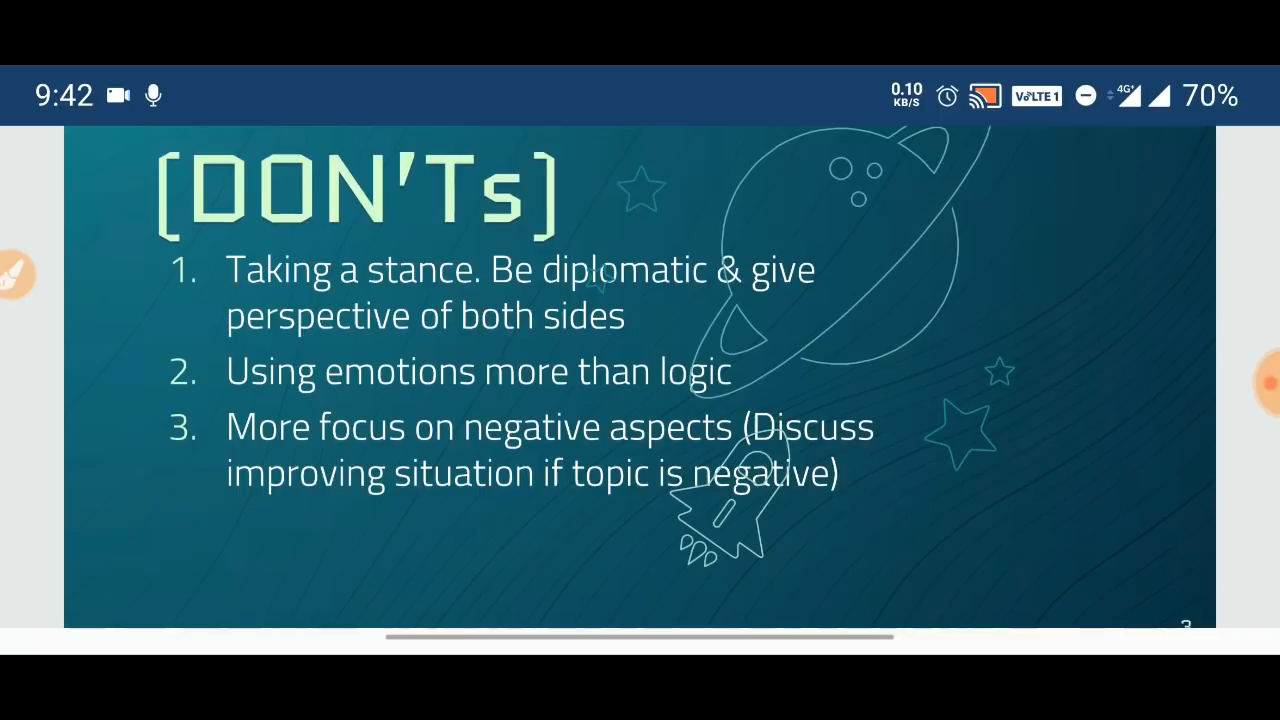 9:42 0.10 KB/S VoLTE 1 4G+ 70%
[DON'Ts]
1. Taking a stance. Be diplomatic & give
perspective of both sides
2. Using emotions more than logic
3. More focus on negative aspects (Discuss
improving situation if topic is negative)
3